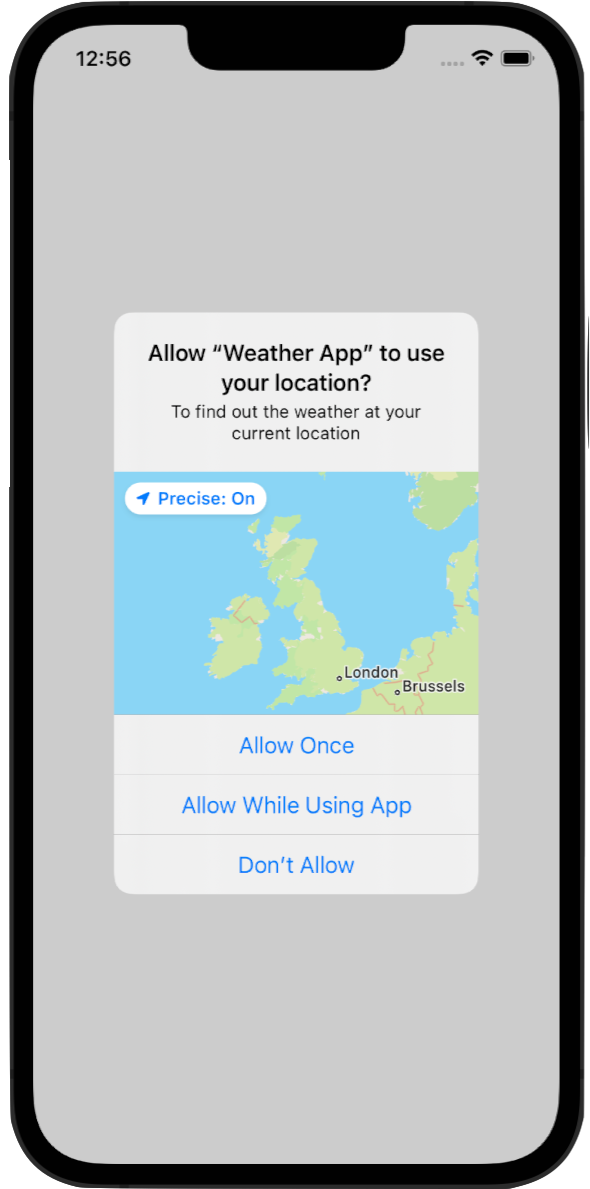 12:56
Allow “Weather App” to use
your location?
To find out the weather at your
current location
Precise: On
London
Brussels
Allow Once
Allow While Using App
Don’t Allow